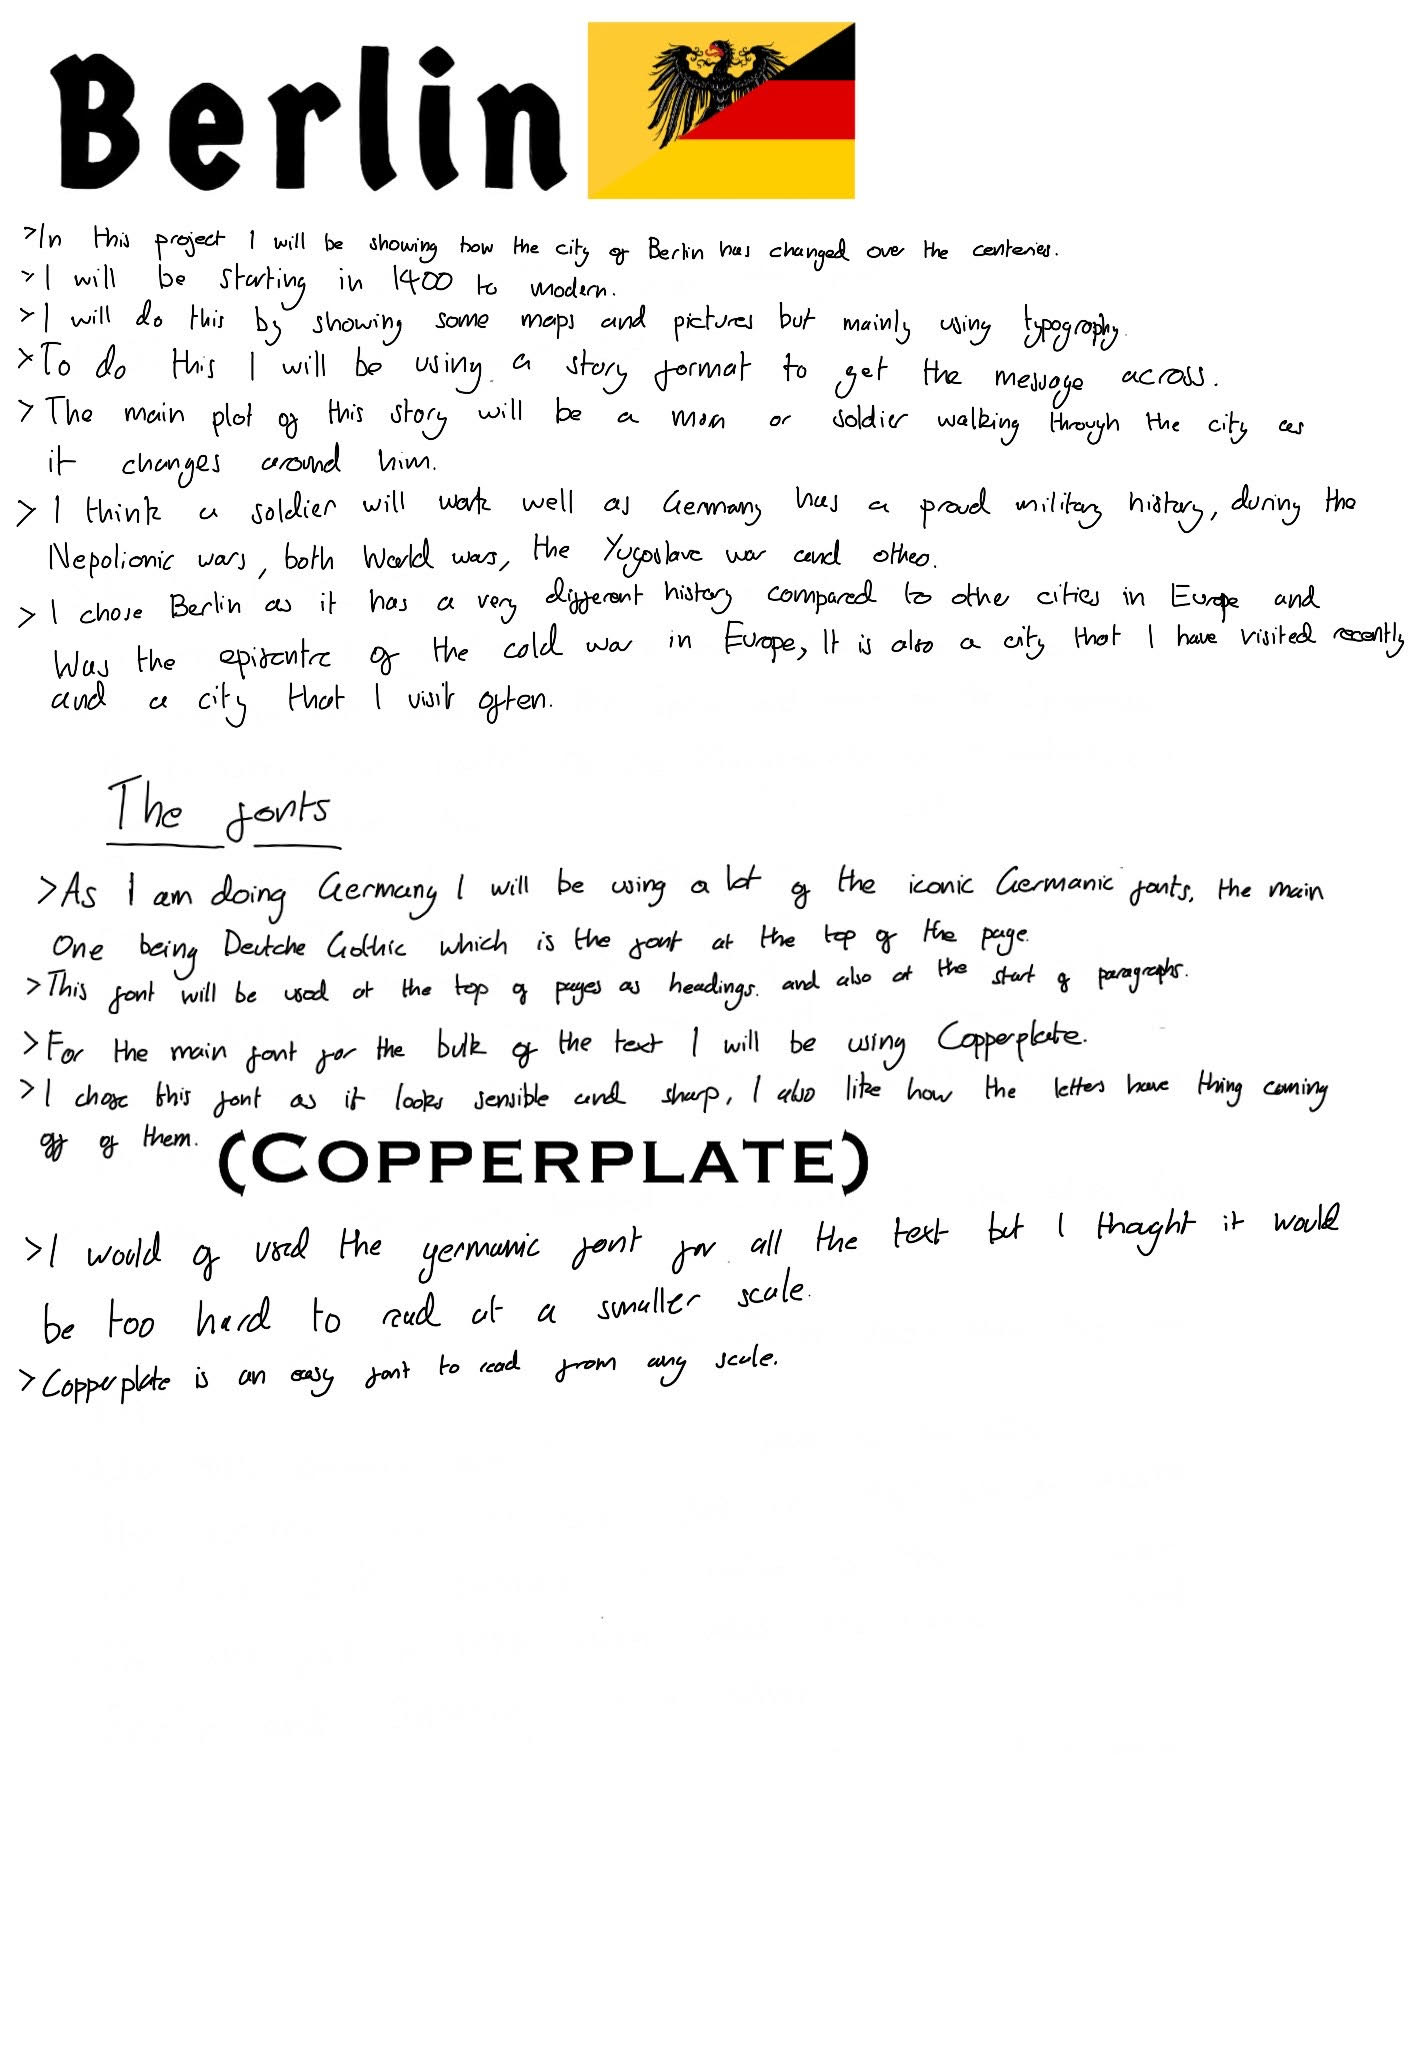 Berlin
>In this project I will be showing how the city of Berlin has changed over the centeries.
>I will be starting in 1400 to modern.
>I will do this by showing some maps and pictures but mainly using typography.
>To do this I will be using a story format to get the message across.
> The main plot of this story will be a man or soldier walking through the city as
it changes around him.
> I think a soldier will work well as Germany has a proud military history, during the
Nepolionic wars, both World wars, the Yugoslave war and otheo.
> I chose Berlin as it has a very different history compared to othe cities in Europe and
Was the episentre of the cold war in Europe, It is also a city that I have visited recently
and a city that I visit often.
The fonts
>As I am doing Germany I will be using a lot of the iconic Germanic fonts, the main
One being Deutche Gothic which is the font at the top of the page.
>This font will be used at the top of pages as headings. and also at the start of paragraphs.
>For the main font for the bulk of the text I will be using Copperplate.
>I chose this font as it looks sensible and sharp, I also like how the letters have thing coming
off of them. (COPPERPLATE)
>I would of used the germanic font for all the text but I thaght it would
be too hard to read at a smaller scale.
>Copperplate is an easy font to read from any scale.